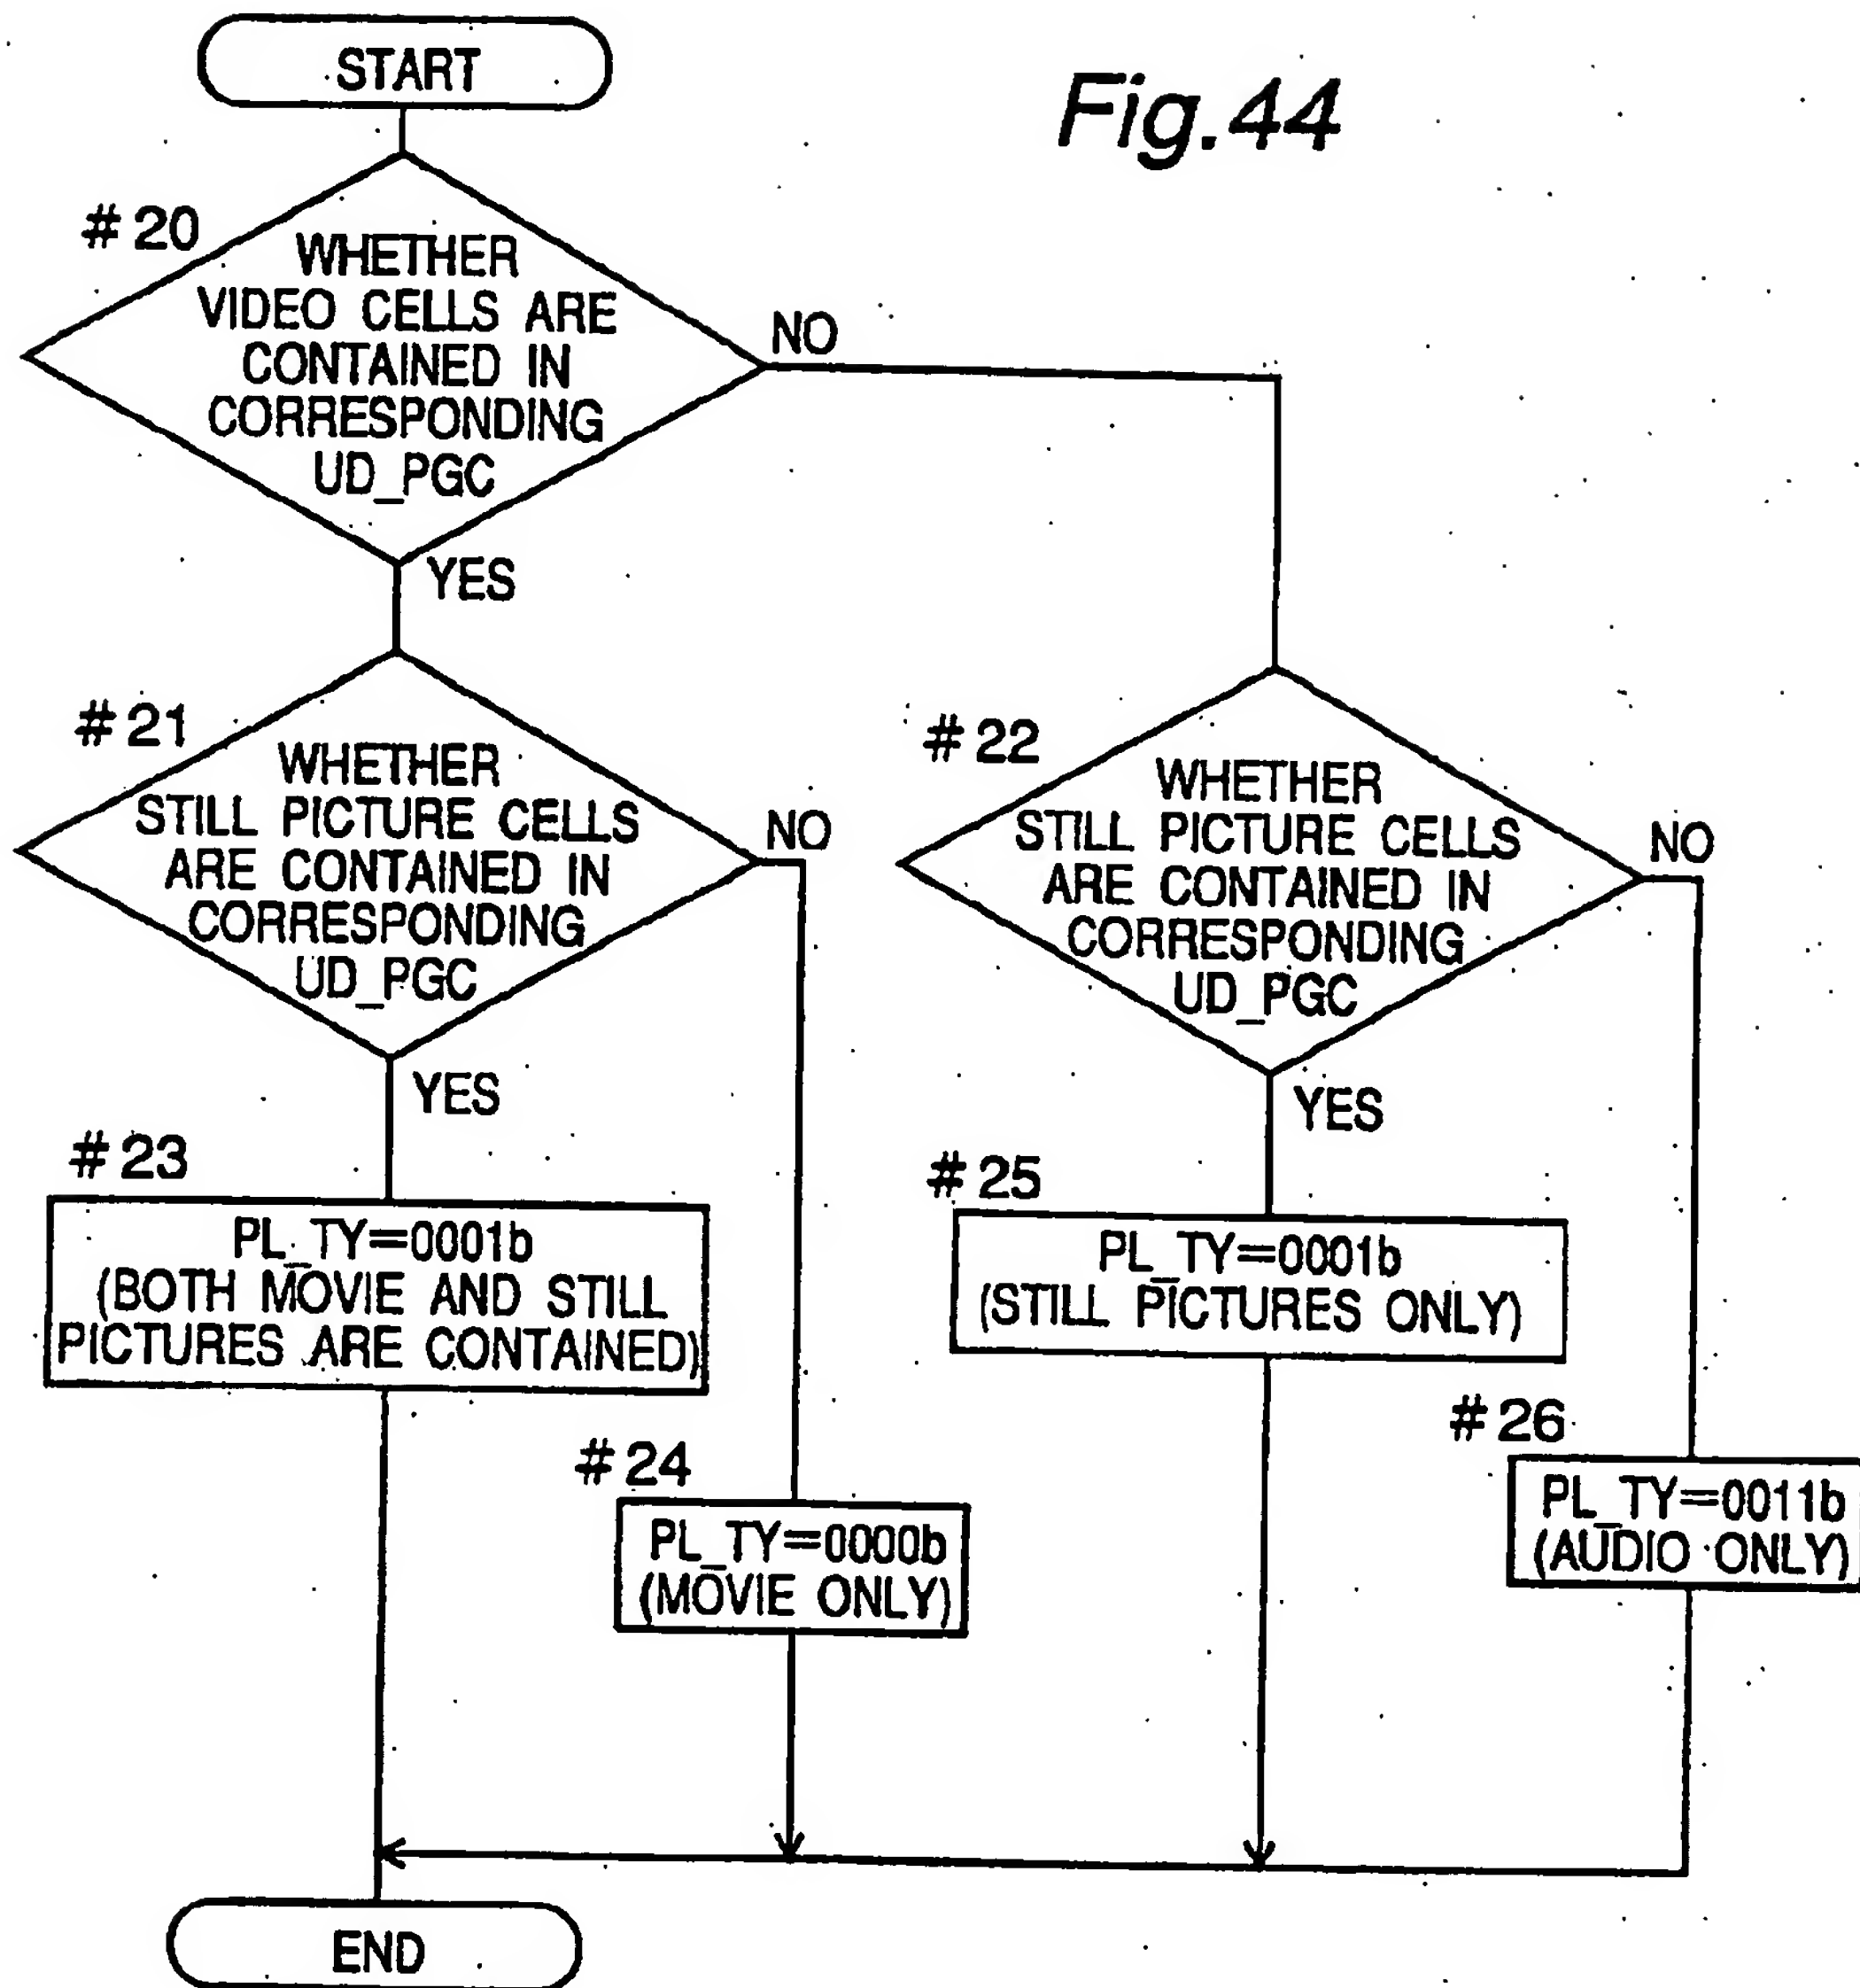 START
Fig.44
#20
WHETHER
VIDEO CELLS ARE
CONTAINED IN
CORRESPONDING
UD_PGC
NO
YES
#21
WHETHER
STILL PICTURE CELLS
ARE CONTAINED IN
CORRESPONDING
UD_PGC
NO
YES
#22
WHETHER
STILL PICTURE CELLS
ARE CONTAINED IN
CORRESPONDING
UD_PGC
NO
YES
#23
PL_TY=0001b
(BOTH MOVIE AND STILL
PICTURES ARE CONTAINED)
#24
PL_TY=0000b
(MOVIE ONLY)
#25
PL_TY=0001b
(STILL PICTURES ONLY)
#26
PL_TY=0011b
(AUDIO ONLY)
END